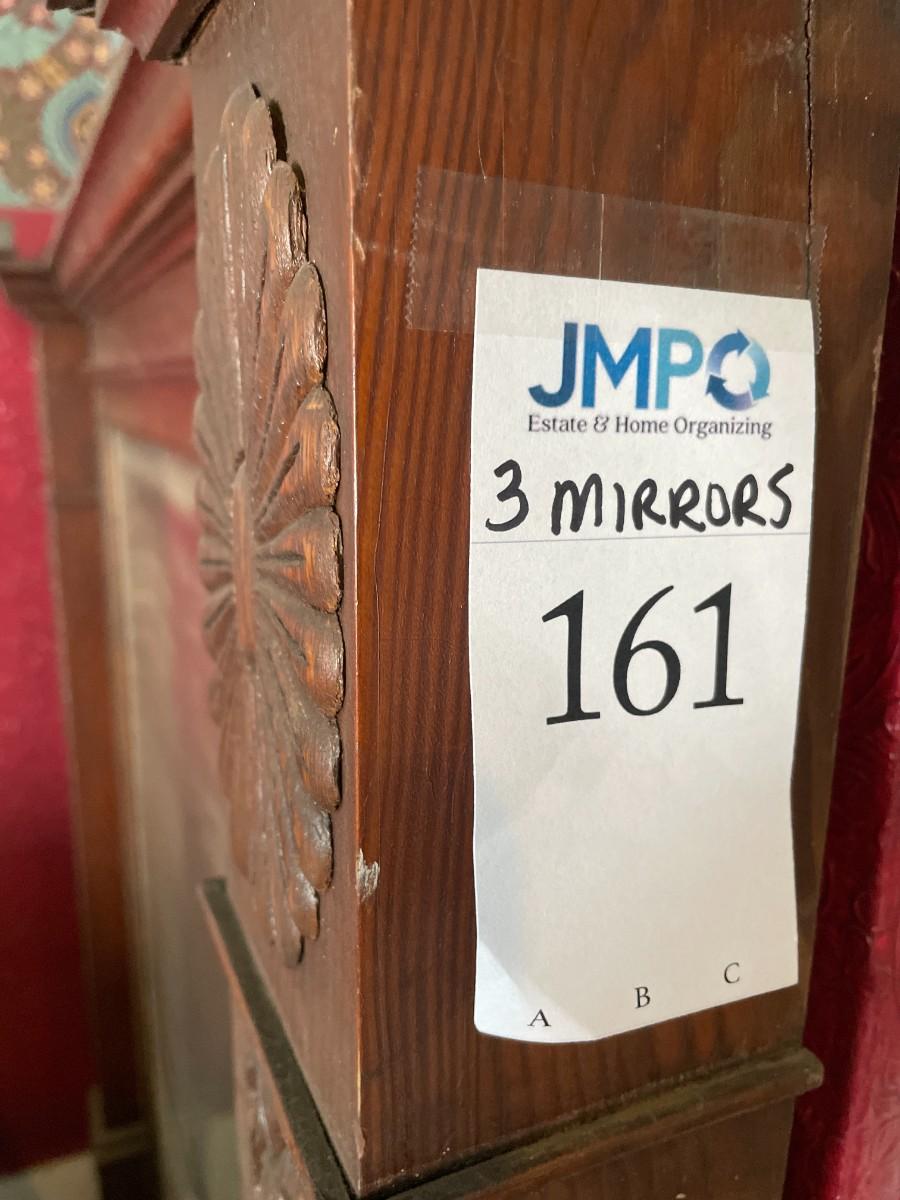 JMPO
Estate & Home Organizing
3 MIRRORS
161
A B C